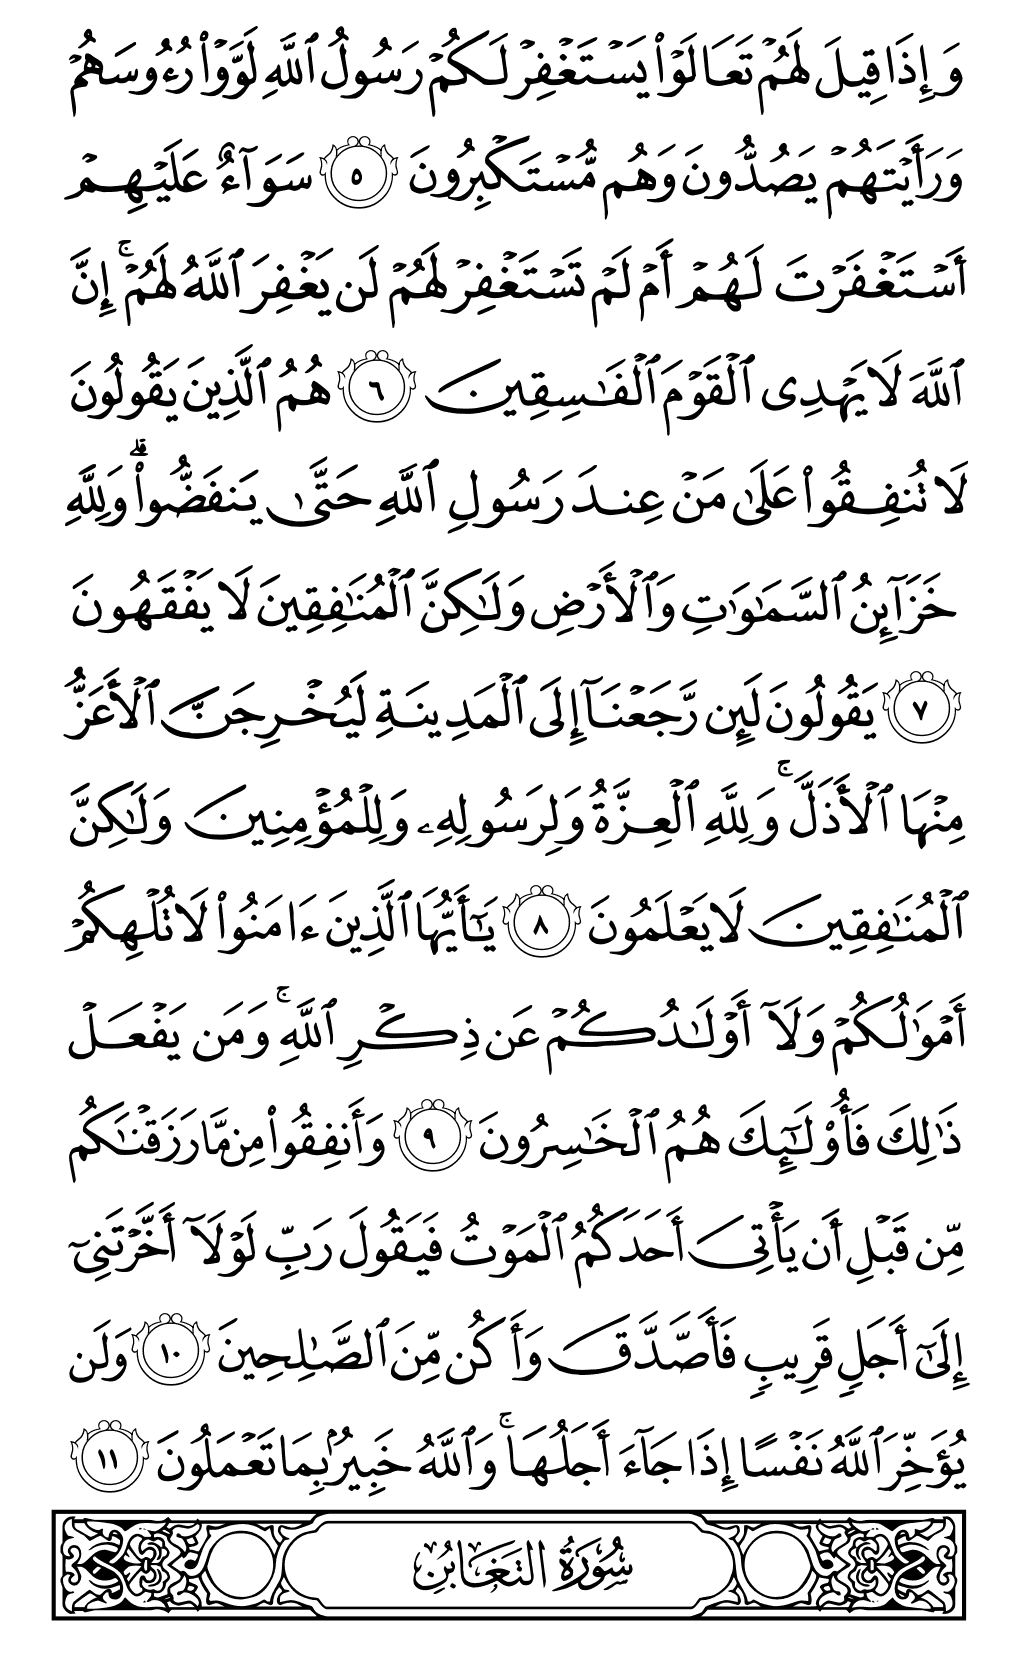 وَإِذَا قِيلَ لَهُمْ تَعَالَوْا۟ يَسْتَغْفِرْ لَكُمْ رَسُولُ ٱللَّهِ لَوَّوْا۟ رُءُوسَهُمْ
وَرَأَيْتَهُمْ يَصُدُّونَ وَهُم مُّسْتَكْبِرُونَ ٥ سَوَآءٌ عَلَيْهِمْ
أَسْتَغْفَرْتَ لَهُمْ أَمْ لَمْ تَسْتَغْفِرْ لَهُمْ لَن يَغْفِرَ ٱللَّهُ لَهُمْ ۚ إِنَّ
ٱللَّهَ لَا يَهْدِى ٱلْقَوْمَ ٱلْفَٰسِقِينَ ٦ هُمُ ٱلَّذِينَ يَقُولُونَ
لَا تُنفِقُوا۟ عَلَىٰ مَنْ عِندَ رَسُولِ ٱللَّهِ حَتَّىٰ يَنفَضُّوا۟ ۗ وَلِلَّهِ
خَزَآئِنُ ٱلسَّمَٰوَٰتِ وَٱلْأَرْضِ وَلَٰكِنَّ ٱلْمُنَٰفِقِينَ لَا يَفْقَهُونَ
٧ يَقُولُونَ لَئِن رَّجَعْنَآ إِلَى ٱلْمَدِينَةِ لَيُخْرِجَنَّ ٱلْأَعَزُّ
مِنْهَا ٱلْأَذَلَّ ۚ وَلِلَّهِ ٱلْعِزَّةُ وَلِرَسُولِهِۦ وَلِلْمُؤْمِنِينَ وَلَٰكِنَّ
ٱلْمُنَٰفِقِينَ لَا يَعْلَمُونَ ٨ يَٰٓأَيُّهَا ٱلَّذِينَ ءَامَنُوا۟ لَا تُلْهِكُمْ
أَمْوَٰلُكُمْ وَلَآ أَوْلَٰدُكُمْ عَن ذِكْرِ ٱللَّهِ ۚ وَمَن يَفْعَلْ
ذَٰلِكَ فَأُو۟لَٰٓئِكَ هُمُ ٱلْخَٰسِرُونَ ٩ وَأَنفِقُوا۟ مِن مَّا رَزَقْنَٰكُم
مِّن قَبْلِ أَن يَأْتِىَ أَحَدَكُمُ ٱلْمَوْتُ فَيَقُولَ رَبِّ لَوْلَآ أَخَّرْتَنِىٓ
إِلَىٰٓ أَجَلٍ قَرِيبٍ فَأَصَّدَّقَ وَأَكُن مِّنَ ٱلصَّٰلِحِينَ ١٠ وَلَن
يُؤَخِّرَ ٱللَّهُ نَفْسًا إِذَا جَآءَ أَجَلُهَا ۚ وَٱللَّهُ خَبِيرٌۢ بِمَا تَعْمَلُونَ ١١
سُورَةُ التَّغَابُنِ